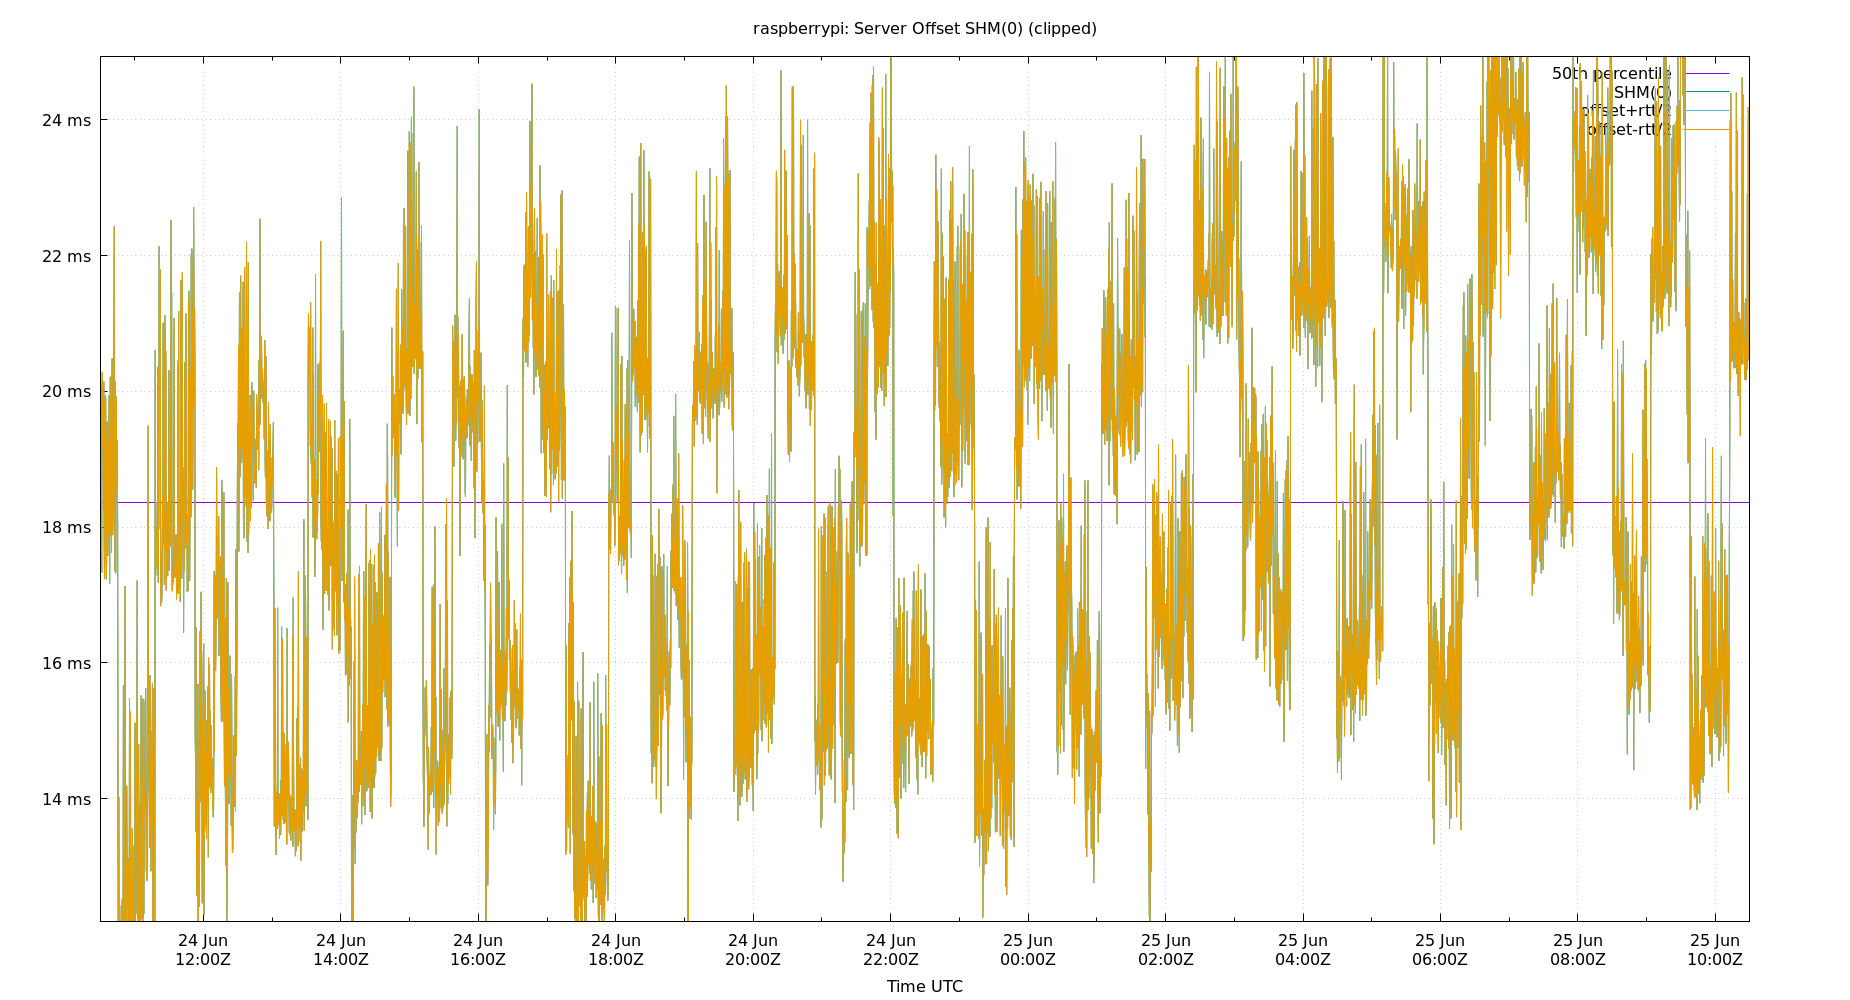 raspberrypi: Server Offset SHM(0) (clipped)
50th percentile
SHM(0)
offset+rtt/2
offset-rtt/2
24 ms
22 ms
20 ms
18 ms
16 ms
14 ms
24 Jun 24 Jun 24 Jun 24 Jun 24 Jun 24 Jun 25 Jun 25 Jun 25 Jun 25 Jun 25 Jun 25 Jun
12:00Z 14:00Z 16:00Z 18:00Z 20:00Z 22:00Z 00:00Z 02:00Z 04:00Z 06:00Z 08:00Z 10:00Z
Time UTC